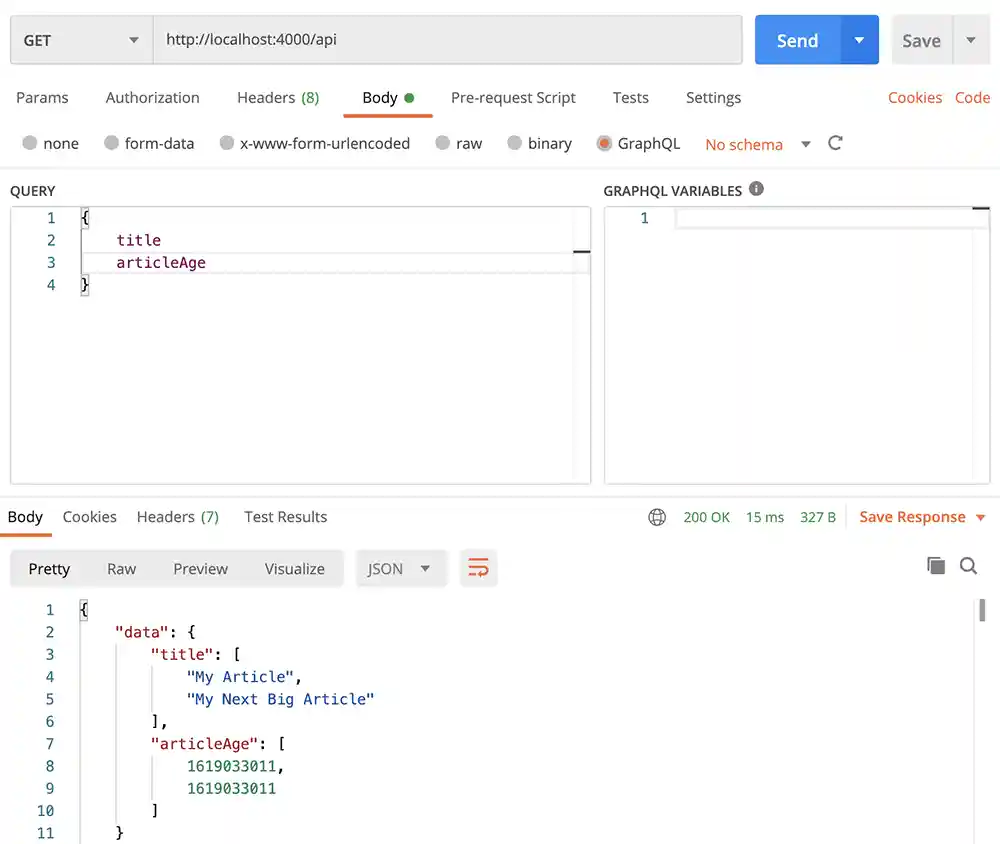 GET http://localhost:4000/api Send Save
Params Authorization Headers (8) Body Pre-request Script Tests Settings Cookies Code
none form-data x-www-form-urlencoded raw binary GraphQL No schema
QUERY
1 {
2 title
3 articleAge
4 }
GRAPHQL VARIABLES
1
Body Cookies Headers (7) Test Results 200 OK 15 ms 327 B Save Response
Pretty Raw Preview Visualize JSON
1 {
2 "data": {
3 "title": [
4 "My Article",
5 "My Next Big Article"
6 ],
7 "articleAge": [
8 1619033011,
9 1619033011
10 ]
11 }